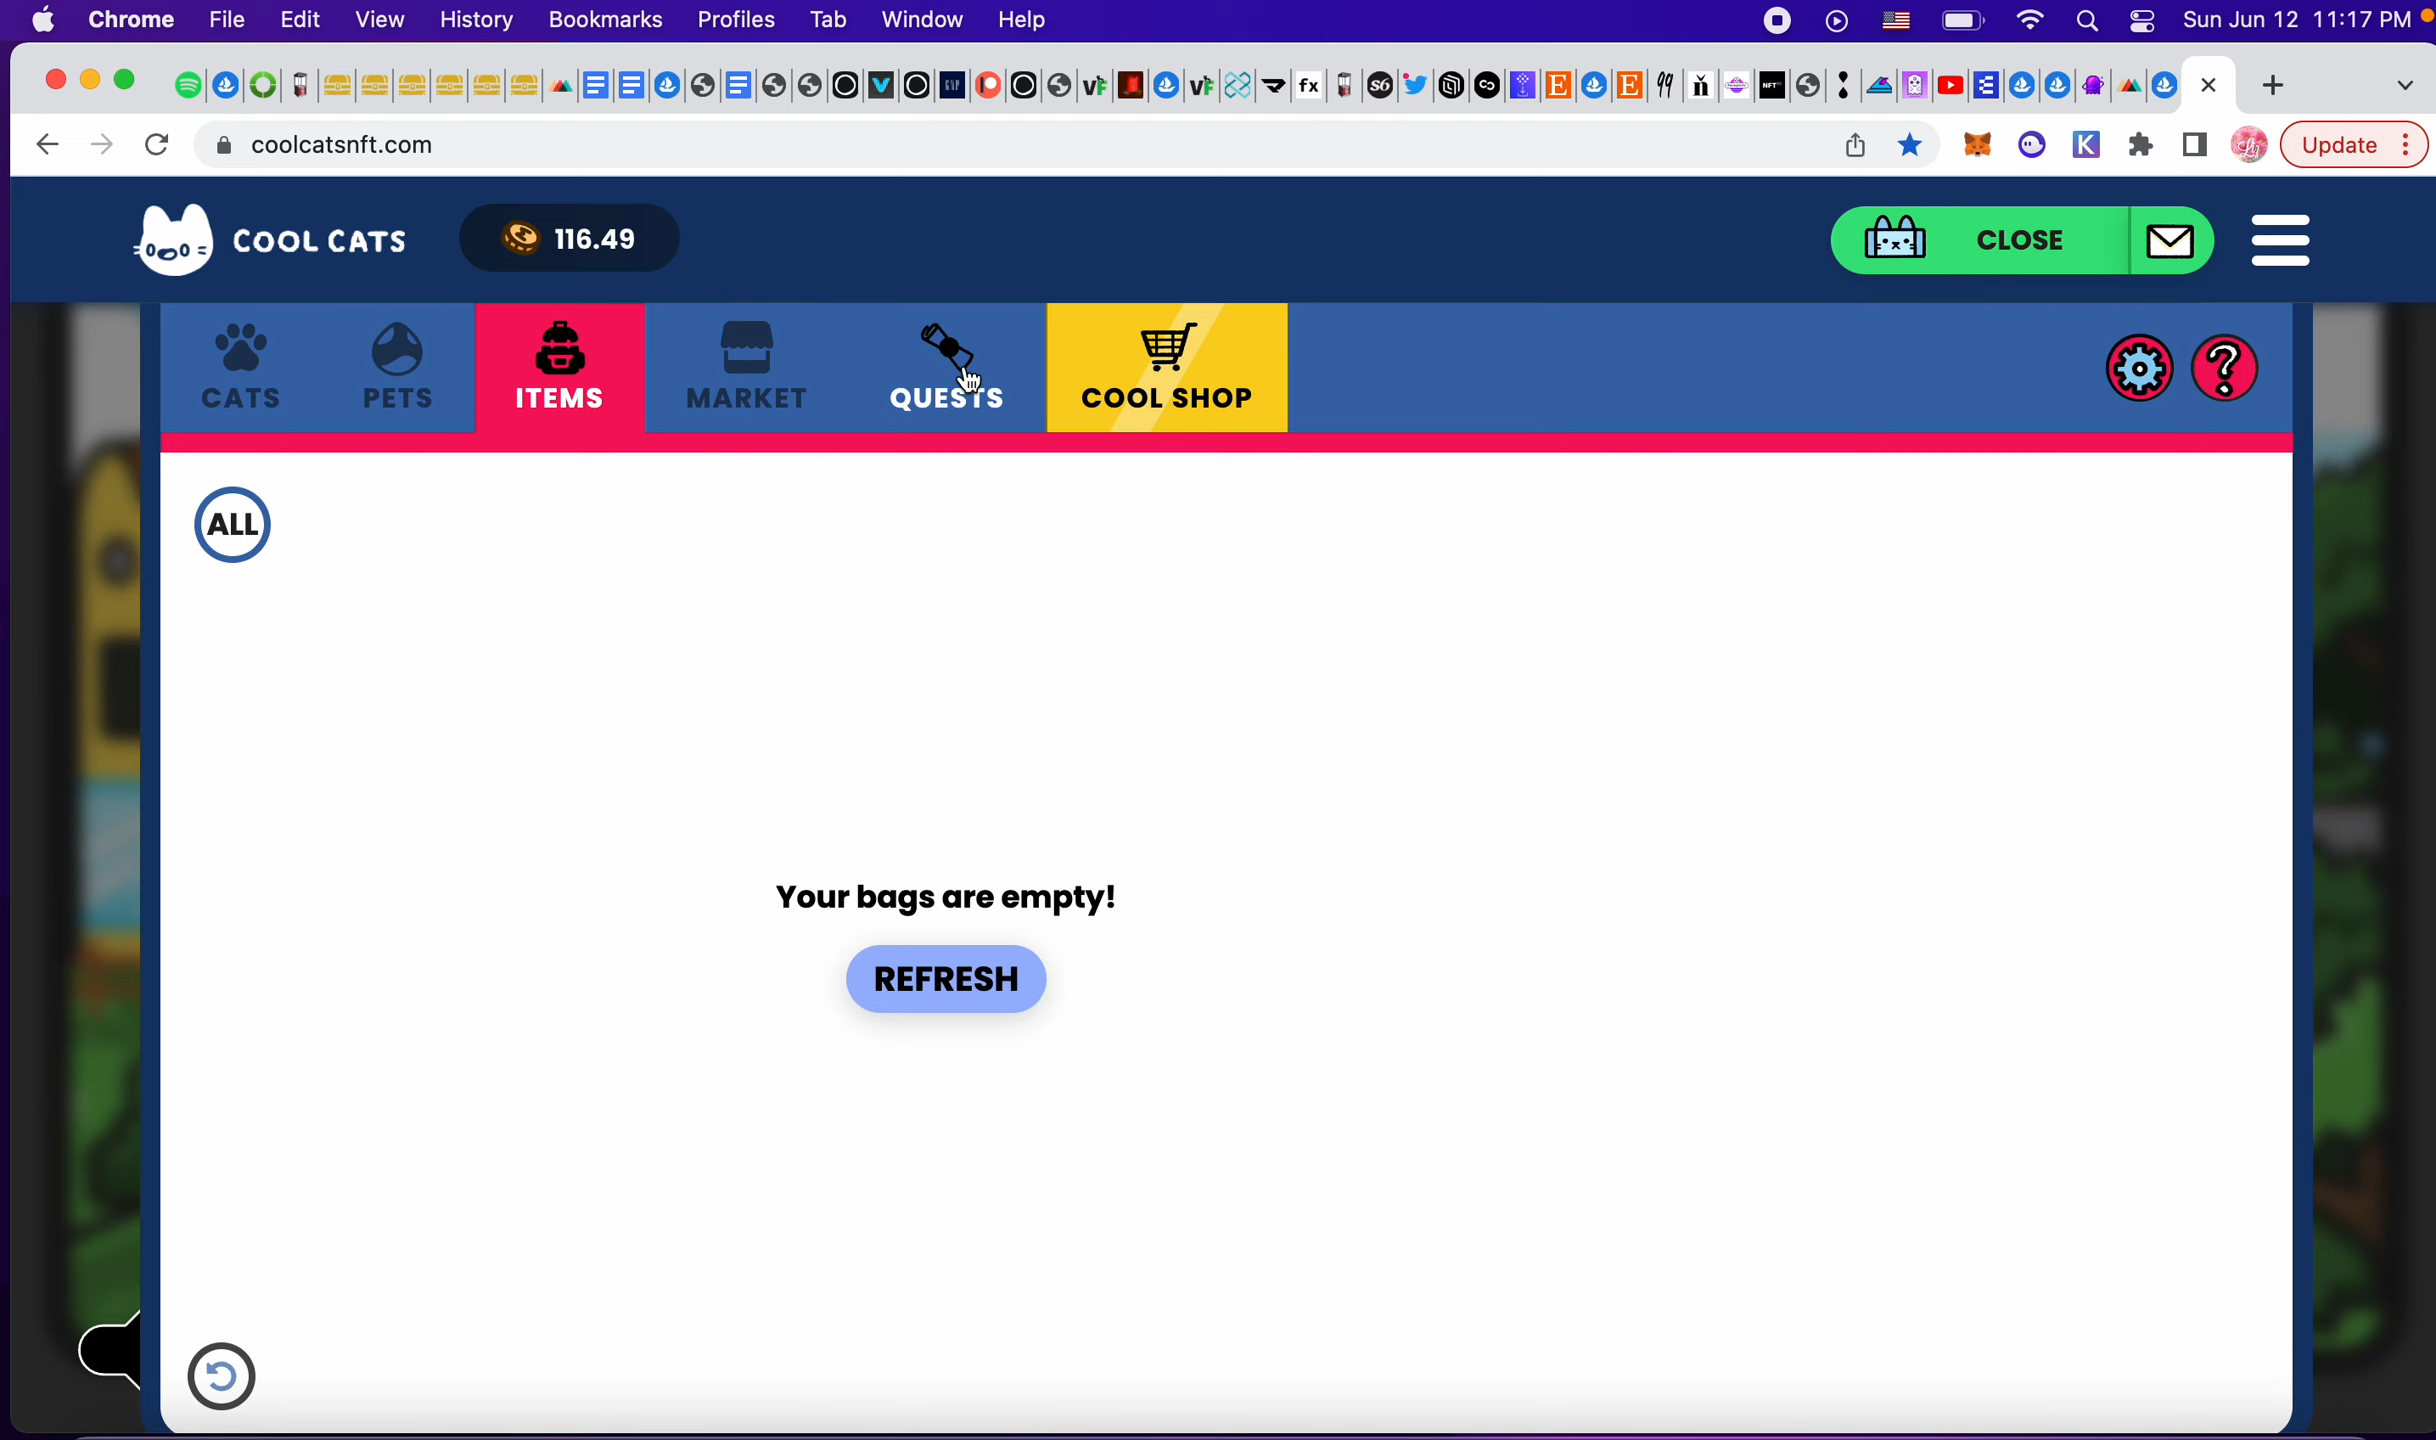 Chrome File Edit View History Bookmarks Profiles Tab Window Help Sun Jun 12 11:17 PM
coolcatsnft.com Update
COOL CATS 116.49 CLOSE
CATS PETS ITEMS MARKET QUESTS COOL SHOP
ALL
Your bags are empty!
REFRESH